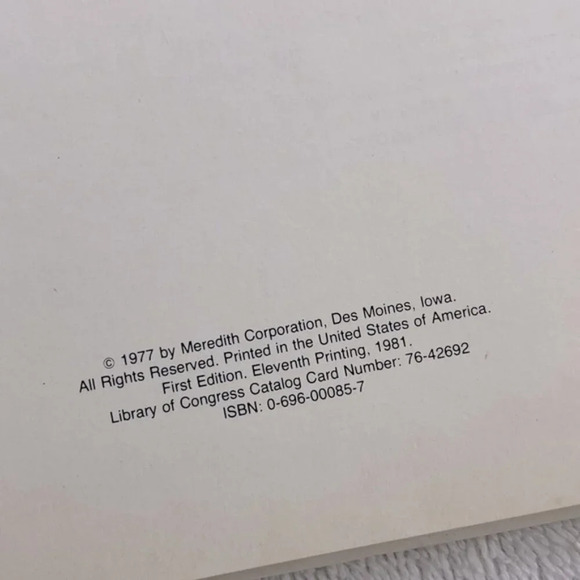 © 1977 by Meredith Corporation, Des Moines, Iowa.
All Rights Reserved. Printed in the United States of America.
First Edition. Eleventh Printing, 1981.
Library of Congress Catalog Card Number: 76-42692
ISBN: 0-696-00085-7